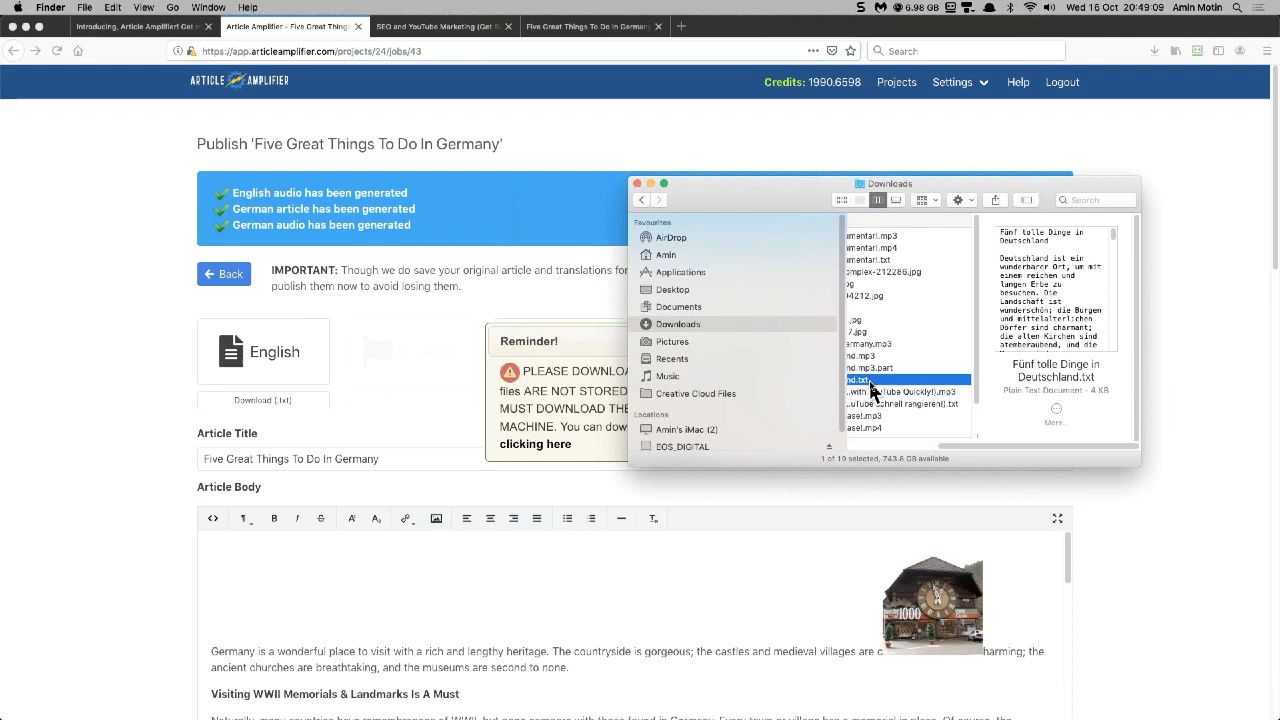 Finder File Edit View Go Window Help
6.98 GB Wed 16 Oct 20:49:09 Amin Motin
Introducing, Article Amplifier! Get m
Article Amplifier - Five Great Things
SEO and YouTube Marketing (Get R
Five Great Things To Do In Germany
https://app.articleamplifier.com/projects/24/jobs/43
Search
ARTICLE AMPLIFIER
Credits: 1990.6598 Projects Settings Help Logout
Publish 'Five Great Things To Do In Germany'
English audio has been generated
German article has been generated
German audio has been generated
Back
IMPORTANT: Though we do save your original article and translations for
publish them now to avoid losing them.
English
Download (.txt)
Reminder!
PLEASE DOWNLOA
files ARE NOT STORED
MUST DOWNLOAD THE
MACHINE. You can dow
clicking here
Article Title
Five Great Things To Do In Germany
Article Body
Downloads
Search
Favourites
AirDrop
Amin
Applications
Desktop
Documents
Downloads
Pictures
Recents
Music
Creative Cloud Files
Locations
Amin's iMac (2)
EOS_DIGITAL
umentar!.mp3
umentar!.mp4
umentar!.txt
omplex-212286.jpg
pg
04212.jpg
.jpg
7.jpg
ermany.mp3
nd.mp3
nd.mp3.part
nd.txt
...with YouTube Quickly!).mp3
...uTube schnell rangieren!).txt
ase!.mp3
ase!.mp4
Fünf tolle Dinge in
Deutschland
Deutschland ist ein
wunderbarer Ort, um mit
einem reichen und
langen Erbe zu
besuchen. Die
Landschaft ist
wunderschön; die Burgen
und mittelalterlichen
Dörfer sind charmant;
die alten Kirchen sind
atemberaubend, und die
Fünf tolle Dinge in
Deutschland.txt
Plain Text Document - 4 KB
More...
1 of 19 selected, 743.8 GB available
1000
Germany is a wonderful place to visit with a rich and lengthy heritage. The countryside is gorgeous; the castles and medieval villages are c harming; the
ancient churches are breathtaking, and the museums are second to none.
Visiting WWII Memorials & Landmarks Is A Must